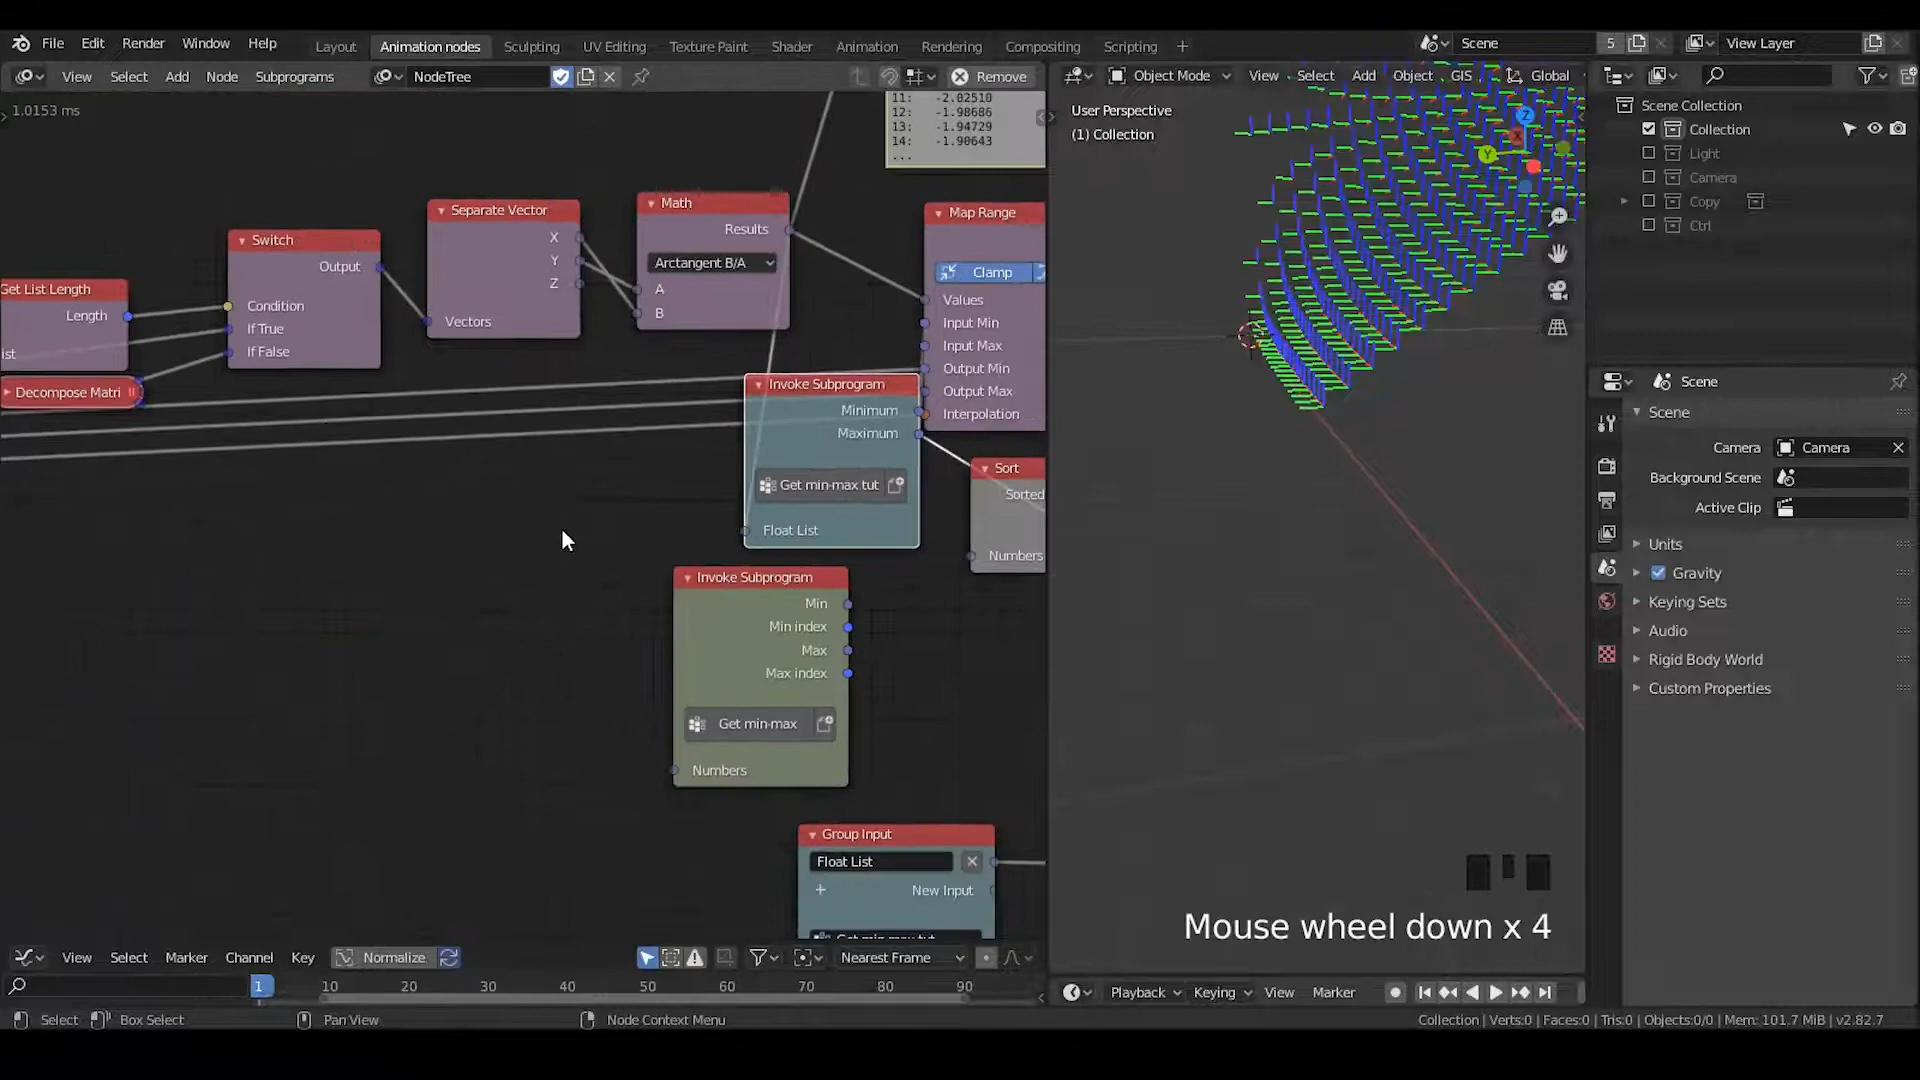 File Edit Render Window Help Layout Animation nodes Sculpting UV Editing Texture Paint Shader Animation Rendering Compositing Scripting + Scene 5 View Layer
View Select Add Node Subprograms NodeTree Remove Object Mode View Select Add Object GIS Global
1.0153 ms
11: -2.02510
12: -1.98686
13: -1.94729
14: -1.90643
...
User Perspective
(1) Collection
Scene Collection
Collection
Light
Camera
Copy
Ctrl
Get List Length
Length
ist
Decompose Matri
Switch
Output
Condition
If True
If False
Separate Vector
X
Y
Z
Vectors
Math
Results
Arctangent B/A
A
B
Map Range
Clamp
Values
Input Min
Input Max
Output Min
Output Max
Interpolation
Invoke Subprogram
Minimum
Maximum
Get min-max tut
Float List
Sort
Sorted
Numbers
Invoke Subprogram
Min
Min index
Max
Max index
Get min-max
Numbers
Group Input
Float List
New Input
Get min-max tut
Z
X
Y
Scene
Scene
Camera Camera
Background Scene
Active Clip
Units
Gravity
Keying Sets
Audio
Rigid Body World
Custom Properties
Mouse wheel down x 4
View Select Marker Channel Key Normalize Nearest Frame
1 10 20 30 40 50 60 70 80 90
Playback Keying View Marker
Select Box Select Pan View Node Context Menu Collection | Verts:0 | Faces:0 | Tris:0 | Objects:0/0 | Mem: 101.7 MiB | v2.82.7